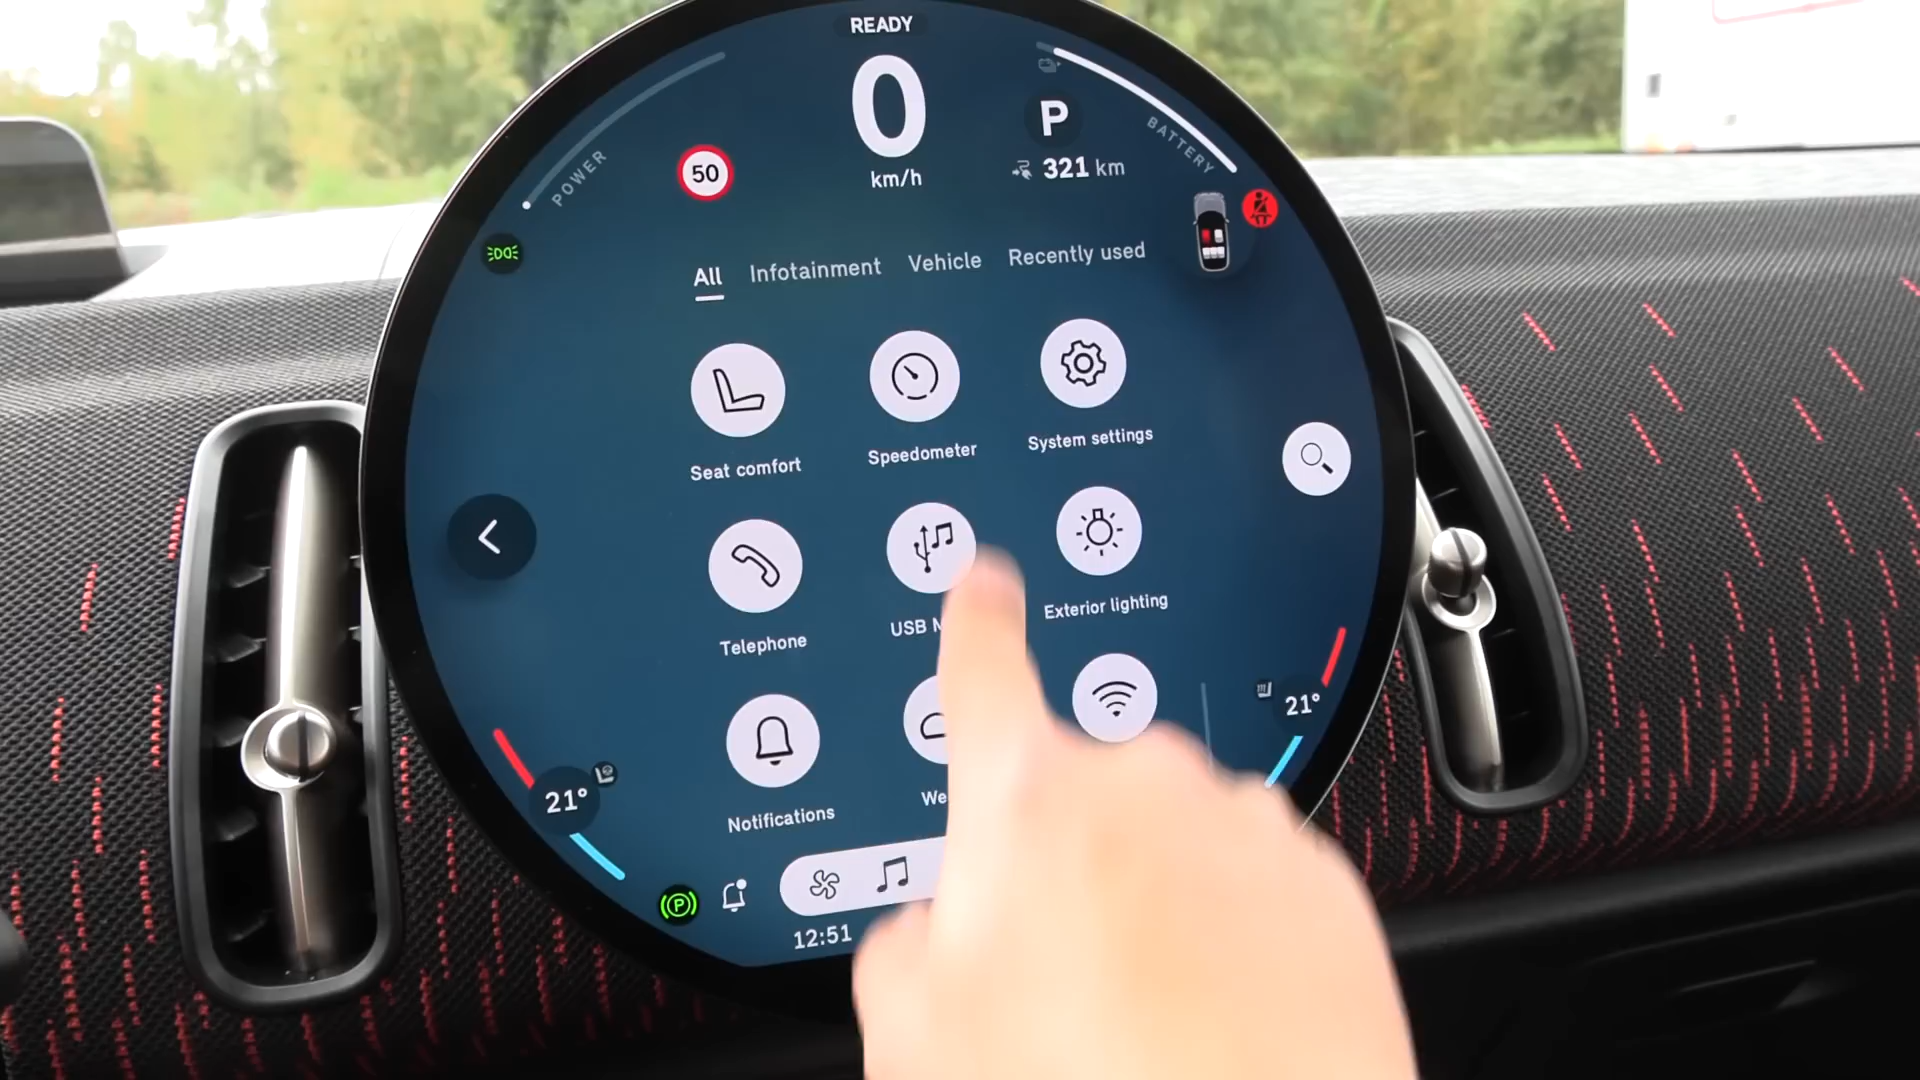 READY
0
km/h
50
P
321 km
POWER
BATTERY
All
Infotainment
Vehicle
Recently used
Seat comfort
Speedometer
System settings
Telephone
USB
Exterior lighting
Notifications
21°
21°
P
12:51